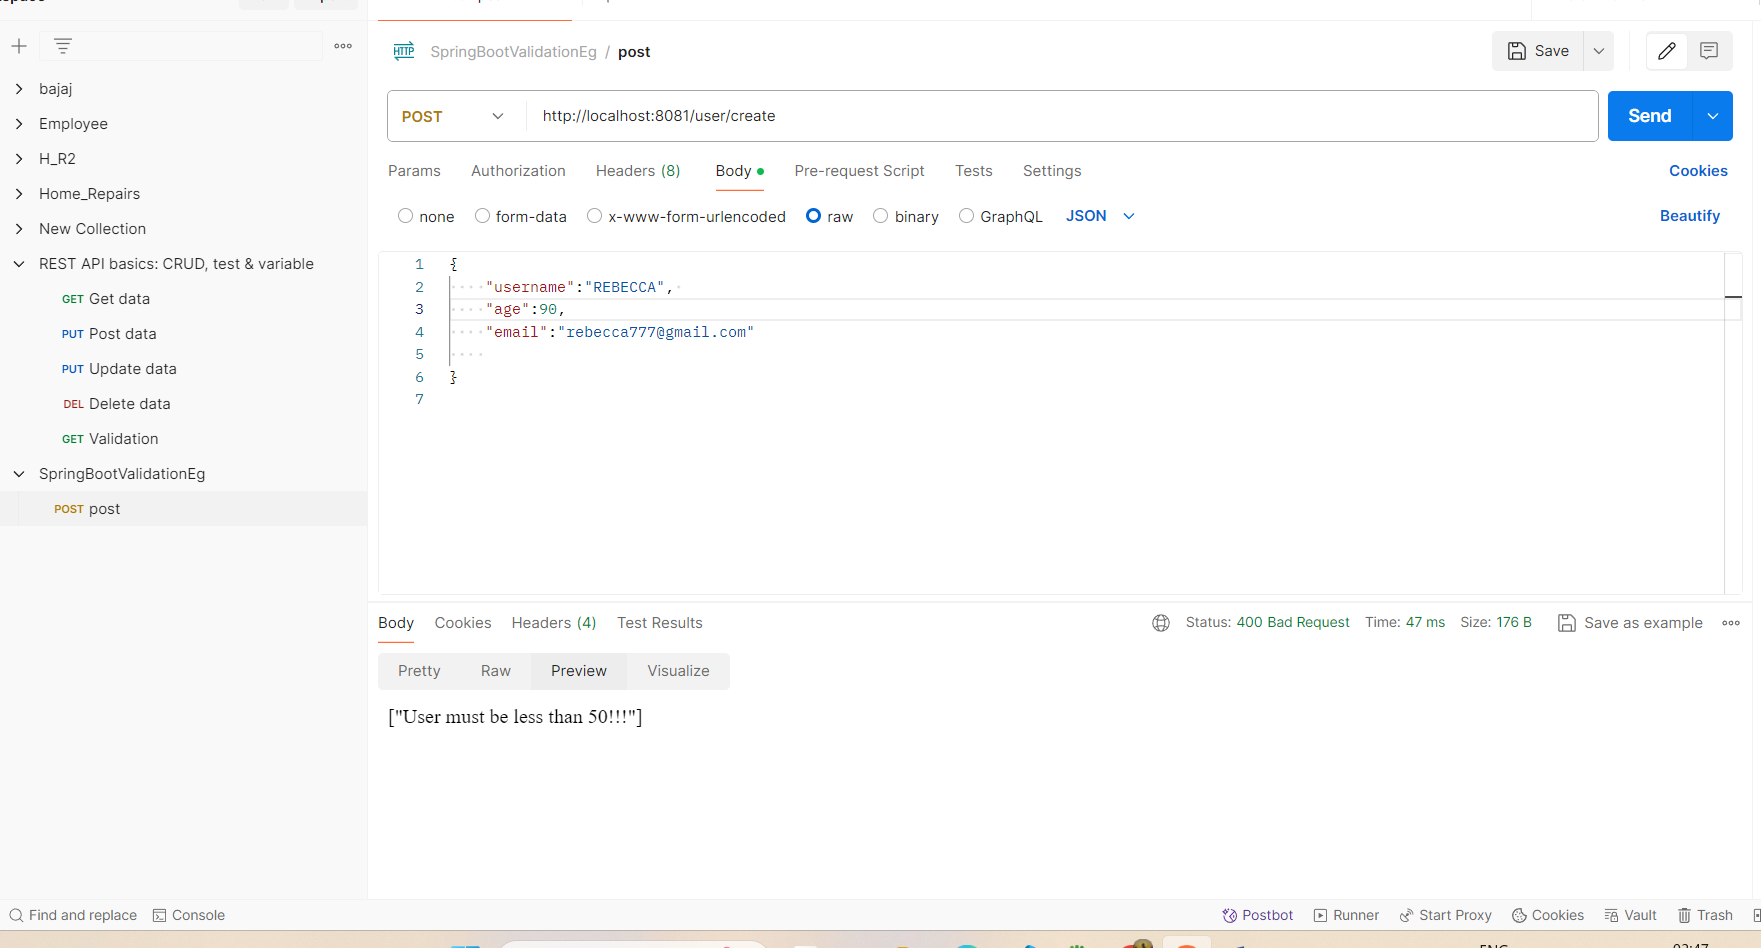 SpringBootValidationEg / post
Save
bajaj
Employee
H_R2
Home_Repairs
New Collection
REST API basics: CRUD, test & variable
GET Get data
PUT Post data
PUT Update data
DEL Delete data
GET Validation
SpringBootValidationEg
POST post
POST http://localhost:8081/user/create Send
Params Authorization Headers (8) Body Pre-request Script Tests Settings Cookies
none form-data x-www-form-urlencoded raw binary GraphQL JSON Beautify
1 {
2 "username":"REBECCA",
3 "age":90,
4 "email":"rebecca777@gmail.com"
5
6 }
7
Body Cookies Headers (4) Test Results Status: 400 Bad Request Time: 47 ms Size: 176 B Save as example
Pretty Raw Preview Visualize
["User must be less than 50!!!"]
Find and replace Console Postbot Runner Start Proxy Cookies Vault Trash